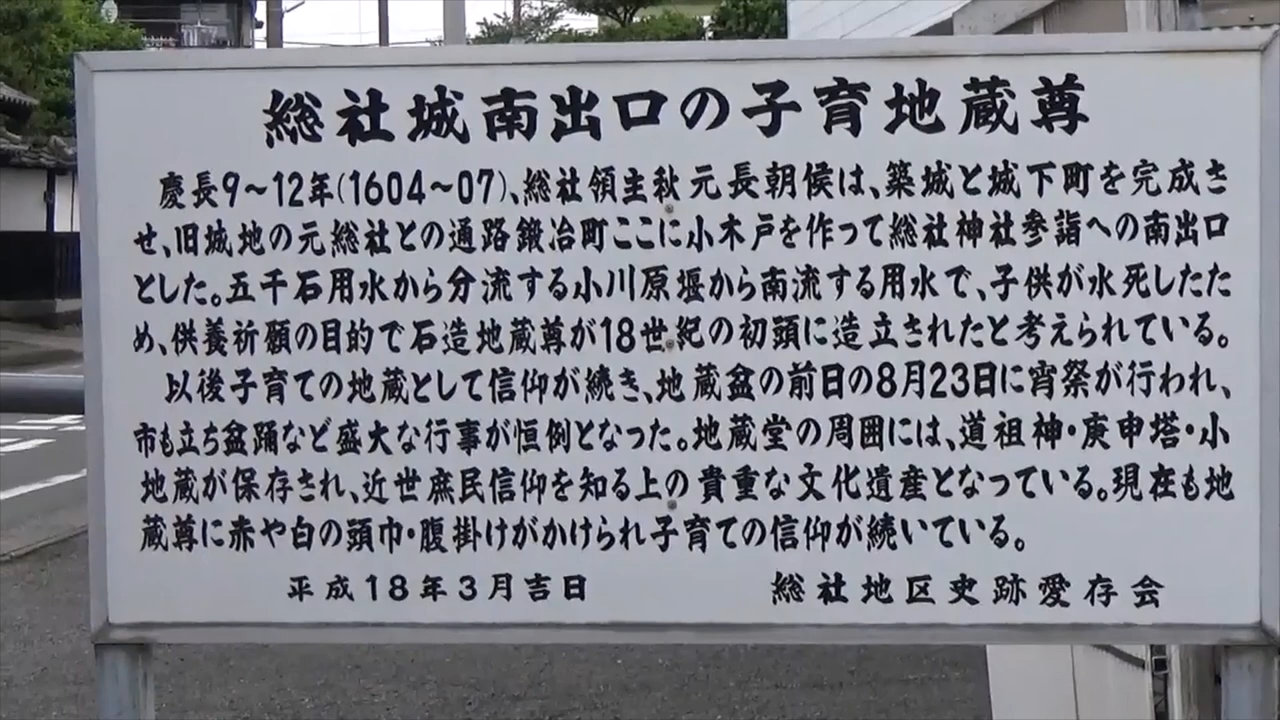 総社城南出口の子育地蔵尊
慶長9～12年(1604～07)、総社領主秋元長朝候は、築城と城下町を完成さ
せ、旧城地の元総社との通路鍛冶町ここに小木戸を作って総社神社参詣への南出口
とした。五千石用水から分流する小川原堰から南流する用水で、子供が水死したた
め、供養祈願の目的で石造地蔵尊が18世紀の初頭に造立されたと考えられている。
以後子育ての地蔵として信仰が続き、地蔵盆の前日の8月23日に宵祭が行われ、
市も立ち盆踊など盛大な行事が恒例となった。地蔵堂の周囲には、道祖神・庚申塔・小
地蔵が保存され、近世庶民信仰を知る上の貴重な文化遺産となっている。現在も地
蔵尊に赤や白の頭巾・腹掛けがかけられ子育ての信仰が続いている。
平成18年3月吉日
総社地区史跡愛存会